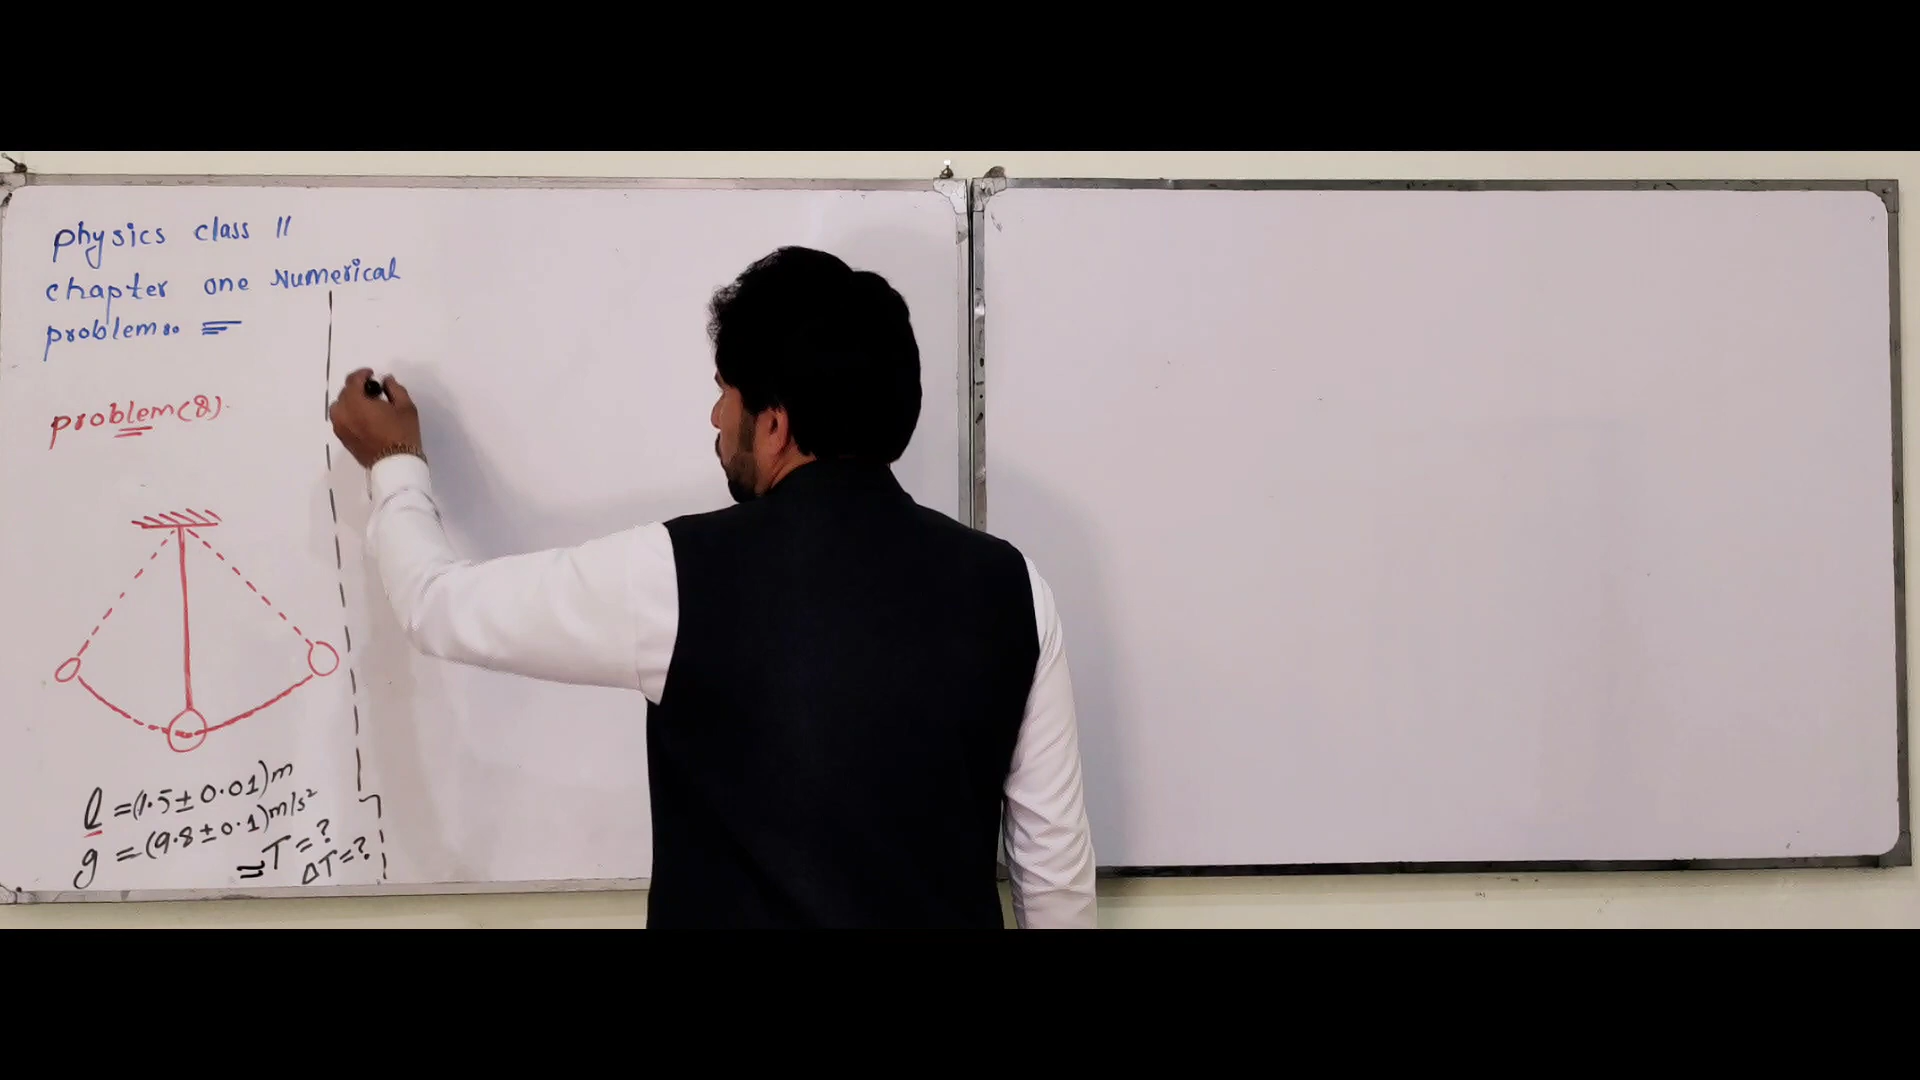 physics class 11
chapter one Numerical
problems.
problem (8).
l = (1.5 ± 0.01) m
g = (9.8 ± 0.1) m/s²
T = ?
ΔT = ?